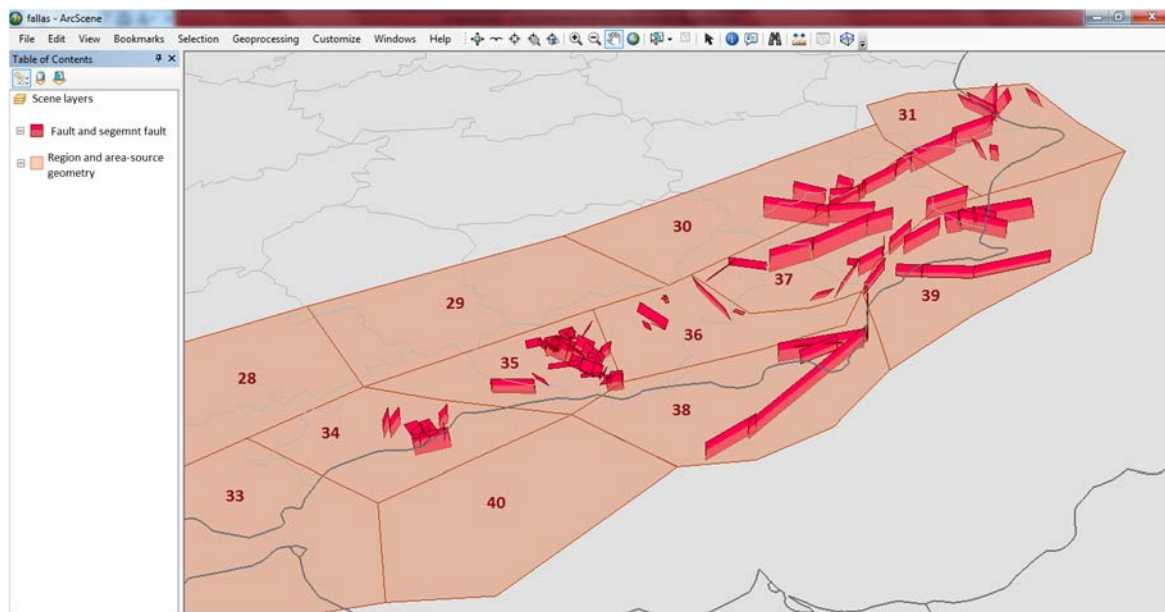 fallas - ArcScene
File Edit View Bookmarks Selection Geoprocessing Customize Windows Help
Table of Contents
Scene layers
Fault and segemnt fault
Region and area-source
geometry
31
30
29
37
39
36
28
35
38
34
33
40